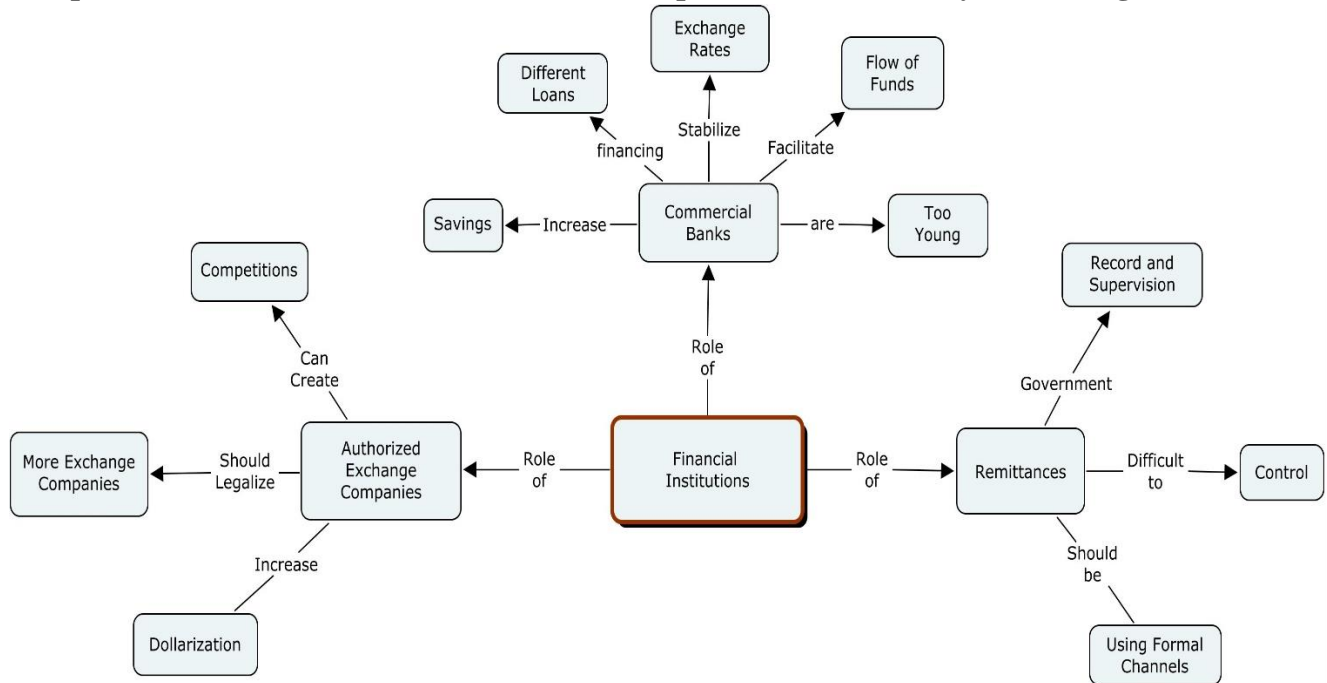 Exchange
Rates
Different
Loans
Flow of
Funds
financing
Stabilize
Facilitate
Savings
Increase
Commercial
Banks
are
Too
Young
Competitions
Record and
Supervision
Can
Create
Role
of
Government
More Exchange
Companies
Should
Legalize
Authorized
Exchange
Companies
Role
of
Financial
Institutions
Role
of
Remittances
Difficult
to
Control
Increase
Should
be
Dollarization
Using Formal
Channels